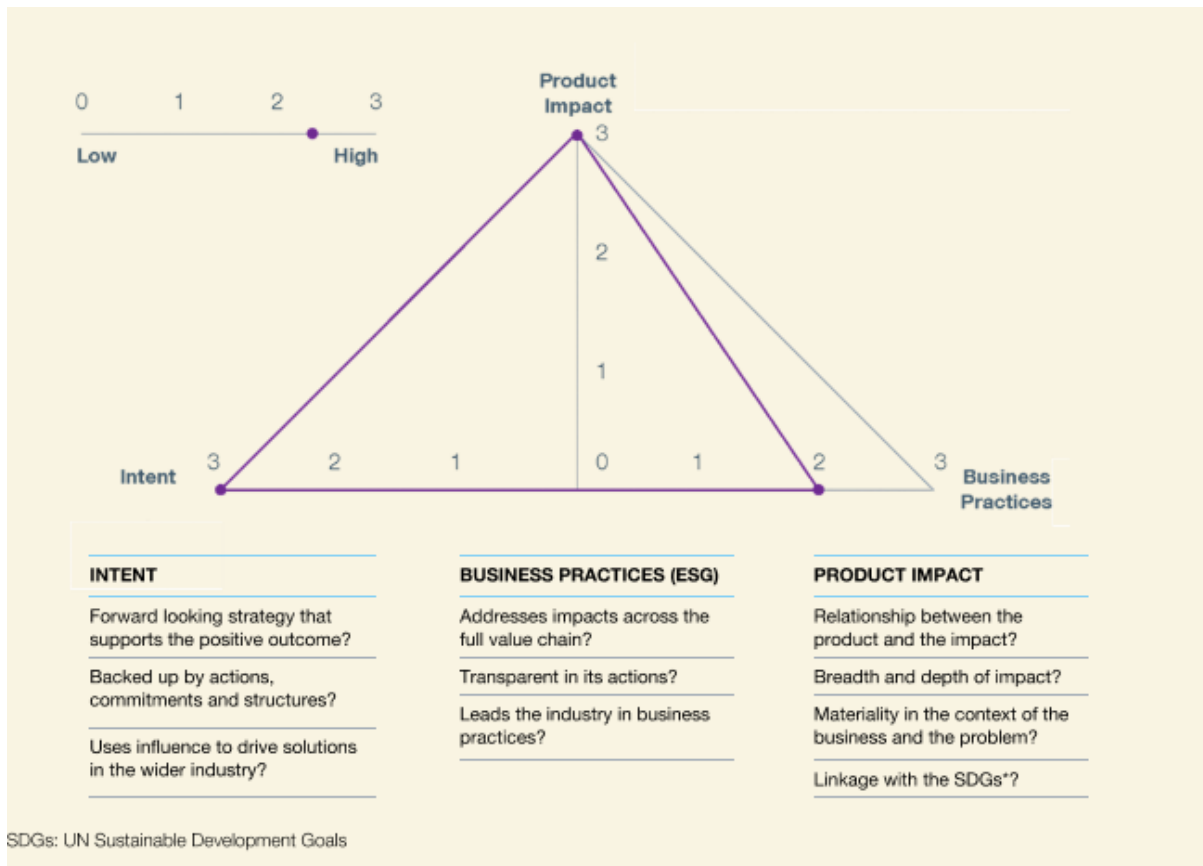 Product
Impact
0 1 2 3
Low High
3
2
1
Intent 3 2 1 0 1 2 3 Business
Practices
INTENT
Forward looking strategy that
supports the positive outcome?
Backed up by actions,
commitments and structures?
Uses influence to drive solutions
in the wider industry?
BUSINESS PRACTICES (ESG)
Addresses impacts across the
full value chain?
Transparent in its actions?
Leads the industry in business
practices?
PRODUCT IMPACT
Relationship between the
product and the impact?
Breadth and depth of impact?
Materiality in the context of the
business and the problem?
Linkage with the SDGs*?
SDGs: UN Sustainable Development Goals